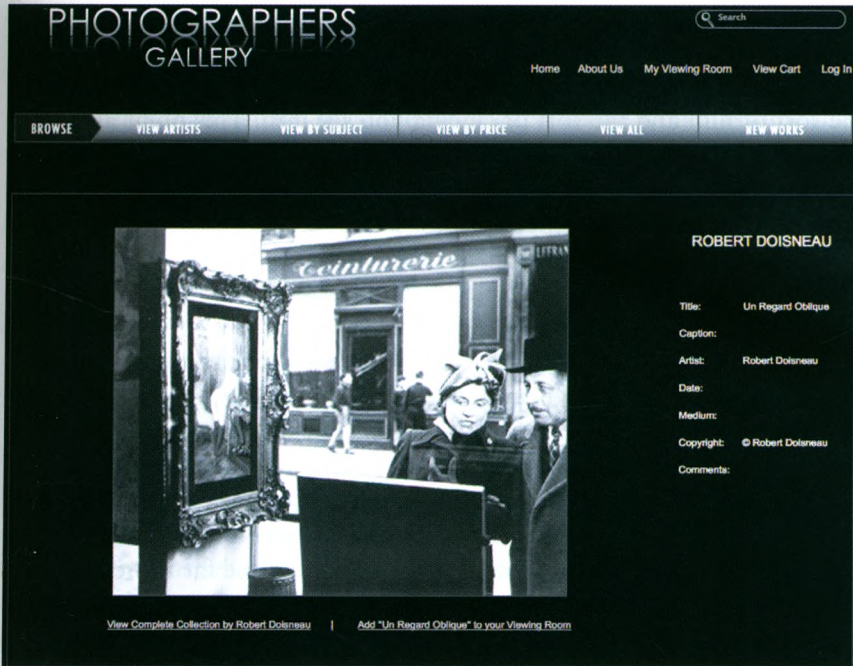 PHOTOGRAPHERS
GALLERY
Search
Home About Us My Viewing Room View Cart Log In
BROWSE VIEW ARTISTS VIEW BY SUBJECT VIEW BY PRICE VIEW ALL NEW WORKS
Teinturerie
LEFRAN
ROBERT DOISNEAU
Title: Un Regard Oblique
Caption:
Artist: Robert Doisneau
Date:
Medium:
Copyright: © Robert Doisneau
Comments:
View Complete Collection by Robert Doisneau | Add "Un Regard Oblique" to your Viewing Room